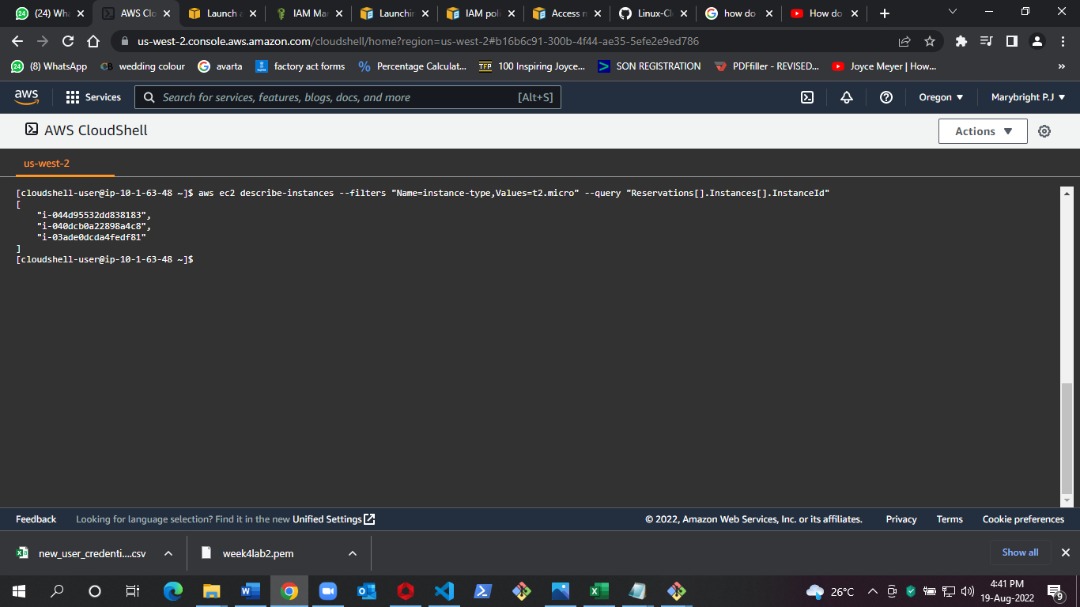 (24) Wha
AWS Clo
Launch a
IAM Ma
Launchin
IAM poli
Access m
Linux-Cl
How do
How do
us-west-2.console.aws.amazon.com/cloudshell/home?region=us-west-2#b16b6c91-300b-4f44-ae35-5efe2e9ed786
(8) WhatsApp
wedding colour
avarta
factory act forms
Percentage Calculat...
100 Inspiring Joyce...
SON REGISTRATION
PDFfiller - REVISED...
Joyce Meyer | How...
»
aws
Services
Search for services, features, blogs, docs, and more
[Alt+S]
Oregon
Marybright P.J
AWS CloudShell
Actions
us-west-2
[cloudshell-user@ip-10-1-63-48 ~]$ aws ec2 describe-instances --filters "Name=instance-type,Values=t2.micro" --query "Reservations[].Instances[].InstanceId"
[
"i-044d95532dd838183",
"i-040dcb0a22898a4c8",
"i-03ade0dcda4fedf81"
]
[cloudshell-user@ip-10-1-63-48 ~]$
Feedback
Looking for language selection? Find it in the new Unified Settings
© 2022, Amazon Web Services, Inc. or its affiliates.
Privacy
Terms
Cookie preferences
new_user_credenti....csv
week4lab2.pem
Show all
26°C
4:41 PM
19-Aug-2022
9